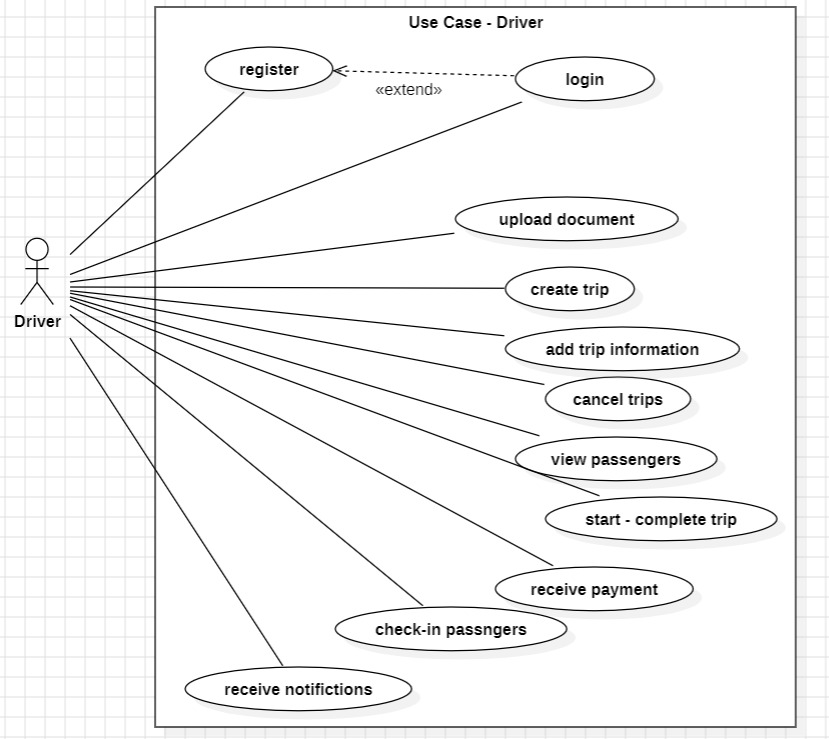 Use Case - Driver
register
login
«extend»
upload document
Driver
create trip
add trip information
cancel trips
view passengers
start - complete trip
receive payment
check-in passngers
receive notifictions